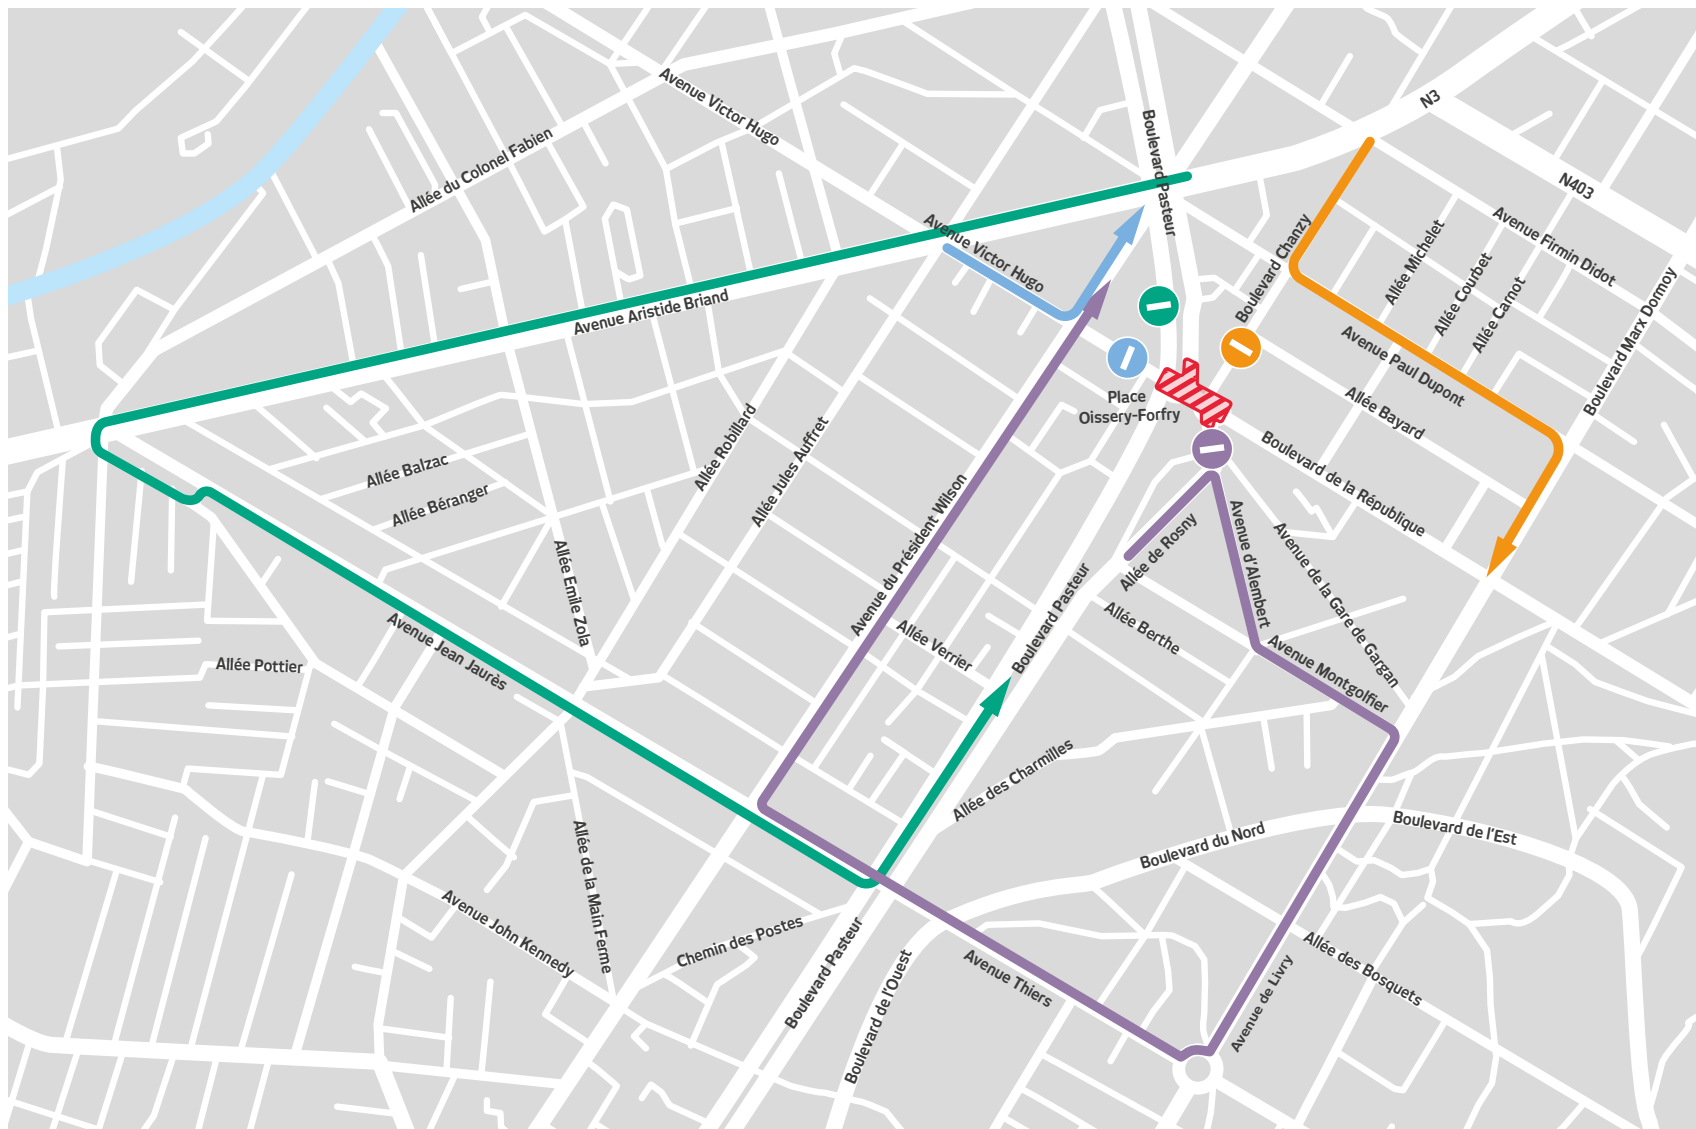 Avenue Victor Hugo
N3
Boulevard Pasteur
Allée du Colonel Fabien
N403
Avenue Firmin Didot
Avenue Victor Hugo
Boulevard Chanzy
Allée Michelet
Allée Courbet
Allée Carnot
Boulevard Marx Dormoy
Avenue Aristide Briand
Avenue Paul Dupont
Place
Oissery-Forfry
Allée Bayard
Allée Robillard
Allée Jules Auffret
Allée Balzac
Allée Béranger
Boulevard de la République
Avenue du Président Wilson
Allée de Rosny
Avenue d'Alembert
Avenue de la Gare de Gargan
Allée Emile Zola
Boulevard Pasteur
Allée Berthe
Allée Verrier
Avenue Montgolfier
Avenue Jean Jaurès
Allée Pottier
Allée des Charmilles
Boulevard du Nord
Boulevard de l'Est
Allée de la Main Ferme
Avenue John Kennedy
Chemin des Postes
Boulevard Pasteur
Boulevard de l'Ouest
Avenue Thiers
Avenue de Livry
Allée des Bosquets